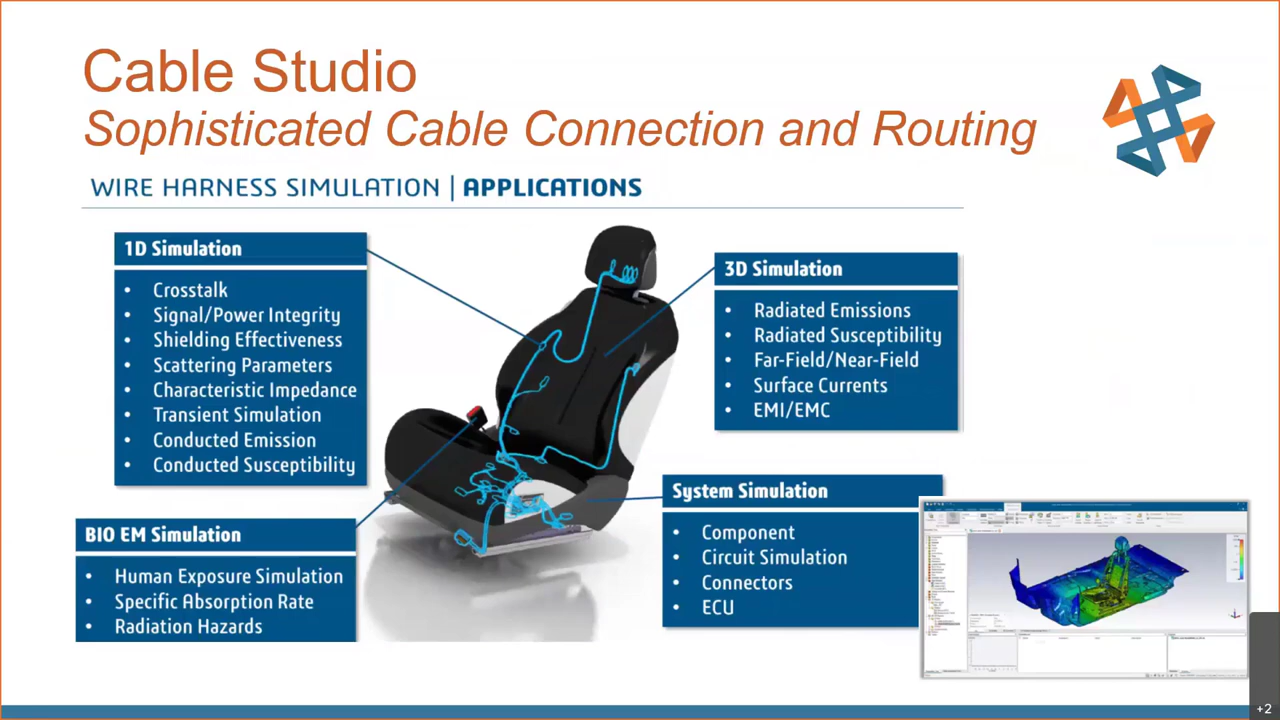 Cable Studio
Sophisticated Cable Connection and Routing
WIRE HARNESS SIMULATION | APPLICATIONS
1D Simulation
• Crosstalk
• Signal/Power Integrity
• Shielding Effectiveness
• Scattering Parameters
• Characteristic Impedance
• Transient Simulation
• Conducted Emission
• Conducted Susceptibility
3D Simulation
• Radiated Emissions
• Radiated Susceptibility
• Far-Field/Near-Field
• Surface Currents
• EMI/EMC
BIO EM Simulation
• Human Exposure Simulation
• Specific Absorption Rate
• Radiation Hazards
System Simulation
• Component
• Circuit Simulation
• Connectors
• ECU
+2